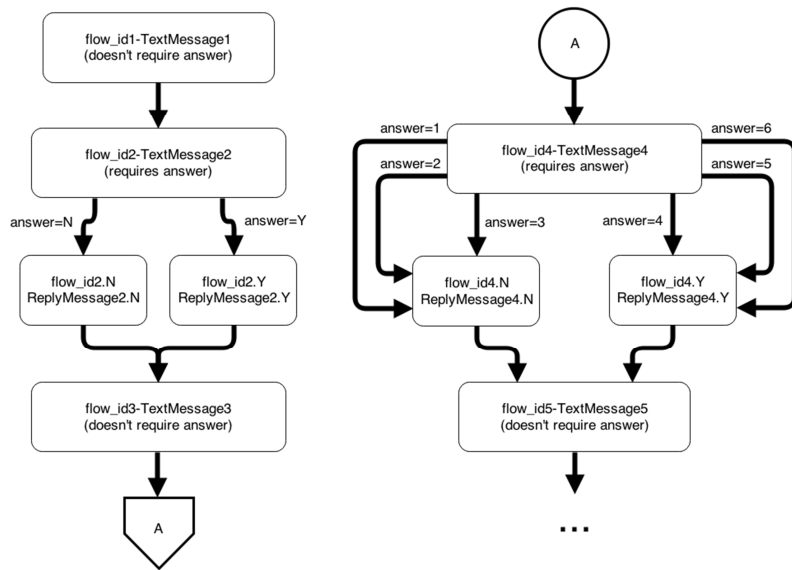 flow_id1-TextMessage1
(doesn't require answer)
flow_id2-TextMessage2
(requires answer)
answer=N
answer=Y
flow_id2.N
ReplyMessage2.N
flow_id2.Y
ReplyMessage2.Y
flow_id3-TextMessage3
(doesn't require answer)
A
A
answer=1
answer=6
flow_id4-TextMessage4
(requires answer)
answer=2
answer=5
answer=3
answer=4
flow_id4.N
ReplyMessage4.N
flow_id4.Y
ReplyMessage4.Y
flow_id5-TextMessage5
(doesn't require answer)
...